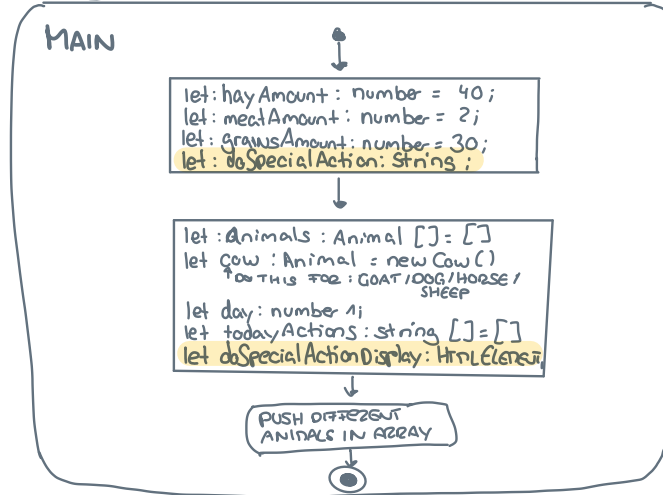 MAIN
let: hayAmount: number = 40;
let: meatAmount: number = 2;
let: grainsAmount: number = 30;
let: doSpecialAction: string;
let: Animals: Animal [] = []
let cow: Animal = new Cow()
DO THIS FOR: GOAT/DOG/HORSE/
SHEEP
let day: number 1;
let todayActions: string [] = []
let doSpecialActionDisplay: HTMLElement;
PUSH DIFFERENT
ANIMALS IN ARRAY